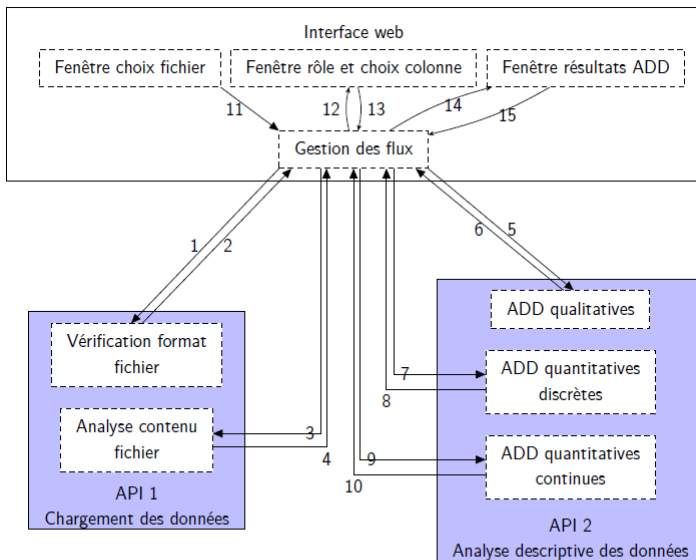 Interface web
Fenêtre choix fichier
Fenêtre rôle et choix colonne
Fenêtre résultats ADD
11
12
13
14
15
Gestion des flux
1
2
6
5
ADD qualitatives
Vérification format
fichier
7
8
ADD quantitatives
discrètes
Analyse contenu
fichier
3
4
9
10
ADD quantitatives
continues
API 1
Chargement des données
API 2
Analyse descriptive des données